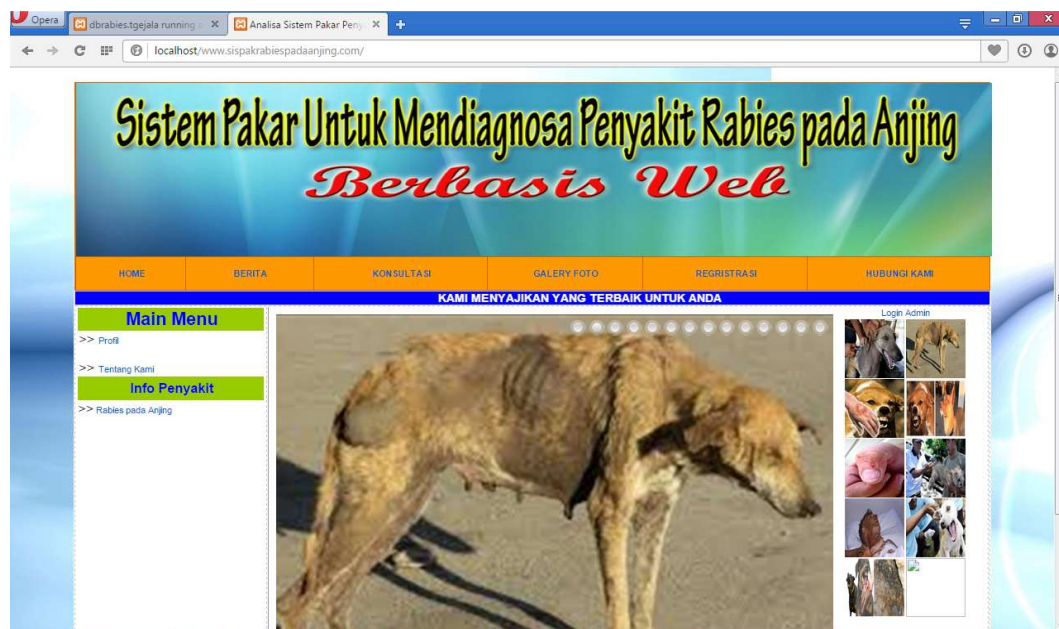 Opera
dbrabies.tgejala running
Analisa Sistem Pakar Peny
localhost/www.sispakrabiespadaanjing.com/
Sistem Pakar Untuk Mendiagnosa Penyakit Rabies pada Anjing
Berbasis Web
HOME BERITA KONSULTASI GALERY FOTO REGRISTRASI HUBUNGI KAMI
KAMI MENYAJIKAN YANG TERBAIK UNTUK ANDA
Main Menu
>> Profil
>> Tentang Kami
Info Penyakit
>> Rabies pada Anjing
Login Admin